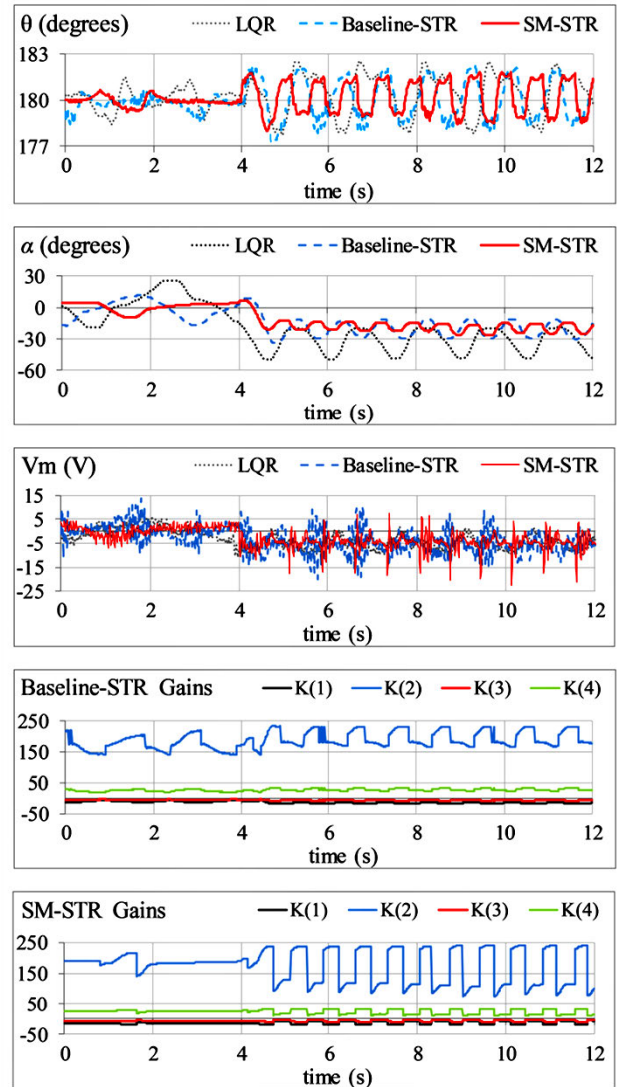 θ (degrees) LQR Baseline-STR SM-STR
183
180
177
0 2 4 6 8 10 12
time (s)
α (degrees) LQR Baseline-STR SM-STR
30
0
-30
-60
0 2 4 6 8 10 12
time (s)
Vm (V) LQR Baseline-STR SM-STR
15
5
-5
-15
-25
0 2 4 6 8 10 12
time (s)
Baseline-STR Gains K(1) K(2) K(3) K(4)
250
150
50
-50
0 2 4 6 8 10 12
time (s)
SM-STR Gains K(1) K(2) K(3) K(4)
250
150
50
-50
0 2 4 6 8 10 12
time (s)